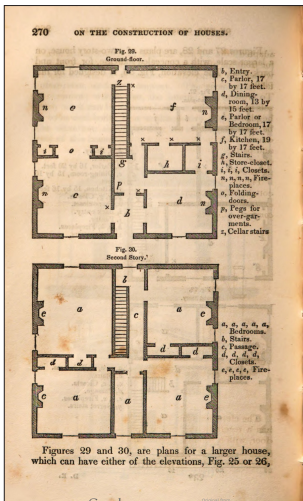 270 ON THE CONSTRUCTION OF HOUSES.
Fig. 29.
Ground-floor.
b, Entry.
c, Parlor, 17
by 17 feet.
d, Dining-
room, 13 by
15 feet.
e, Parlor or
Bedroom, 17
by 17 feet.
f, Kitchen, 19
by 17 feet.
g, Stairs.
h, Store-closet.
i, i, i, Closets.
n, n, n, n, Fire-
places.
o, Folding-
doors.
p, Pegs for
over-gar-
ments.
z, Cellar stairs
z
n e f n
i o i g h i
p
n c d n
b
Fig. 30.
Second Story.
b
e a c a e
d d d d
e a a a e
a, a, a, a, a,
Bedrooms.
b, Stairs.
c, Passage.
d, d, d, d,
Closets.
e, e, e, e, Fire-
places.
Figures 29 and 30, are plans for a larger house,
which can have either of the elevations, Fig. 25 or 26,